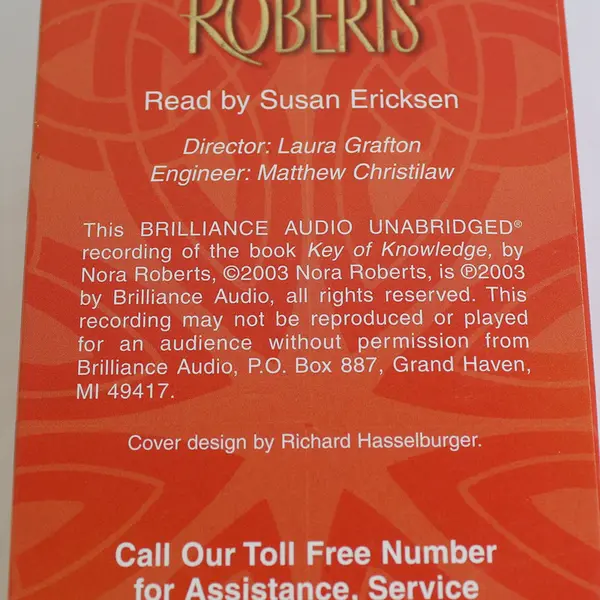 ROBERTS
Read by Susan Ericksen
Director: Laura Grafton
Engineer: Matthew Christilaw
This BRILLIANCE AUDIO UNABRIDGED®
recording of the book Key of Knowledge, by
Nora Roberts, ©2003 Nora Roberts, is ℗2003
by Brilliance Audio, all rights reserved. This
recording may not be reproduced or played
for an audience without permission from
Brilliance Audio, P.O. Box 887, Grand Haven,
MI 49417.
Cover design by Richard Hasselburger.
Call Our Toll Free Number
for Assistance, Service